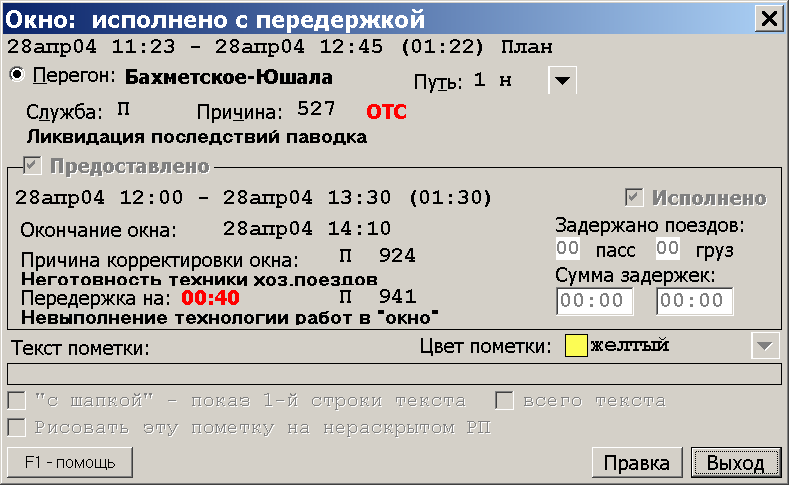 Окно: исполнено с передержкой
28апр04 11:23 - 28апр04 12:45 (01:22) План
Перегон: Бахметское-Юшала Путь: 1 н
Служба: П Причина: 527 ОТС
Ликвидация последствий паводка
Предоставлено
28апр04 12:00 - 28апр04 13:30 (01:30) Исполнено
Окончание окна: 28апр04 14:10 Задержано поездов:
00 пасс 00 груз
Причина корректировки окна: П 924
Неготовность техники хоз.поездов Сумма задержек:
Передержка на: 00:40 П 941 00:00 00:00
Невыполнение технологии работ в "окно"
Текст пометки: Цвет пометки: желтый
"с шапкой" - показ 1-й строки текста всего текста
Рисовать эту пометку на нераскрытом РП
F1 - помощь Правка Выход